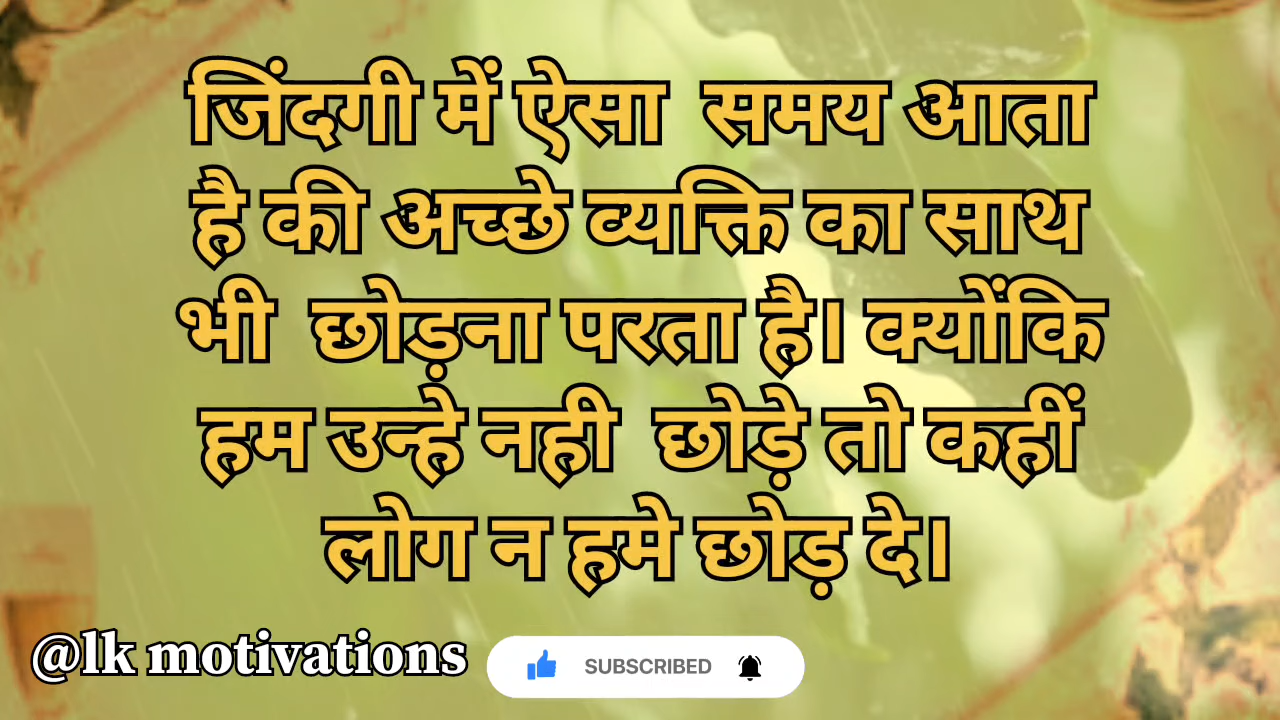 जिंदगी में ऐसा समय आता
है की अच्छे व्यक्ति का साथ
भी छोड़ना परता है। क्योंकि
हम उन्हे नही छोड़े तो कहीं
लोग न हमे छोड़ दे।
@lk motivations
SUBSCRIBED